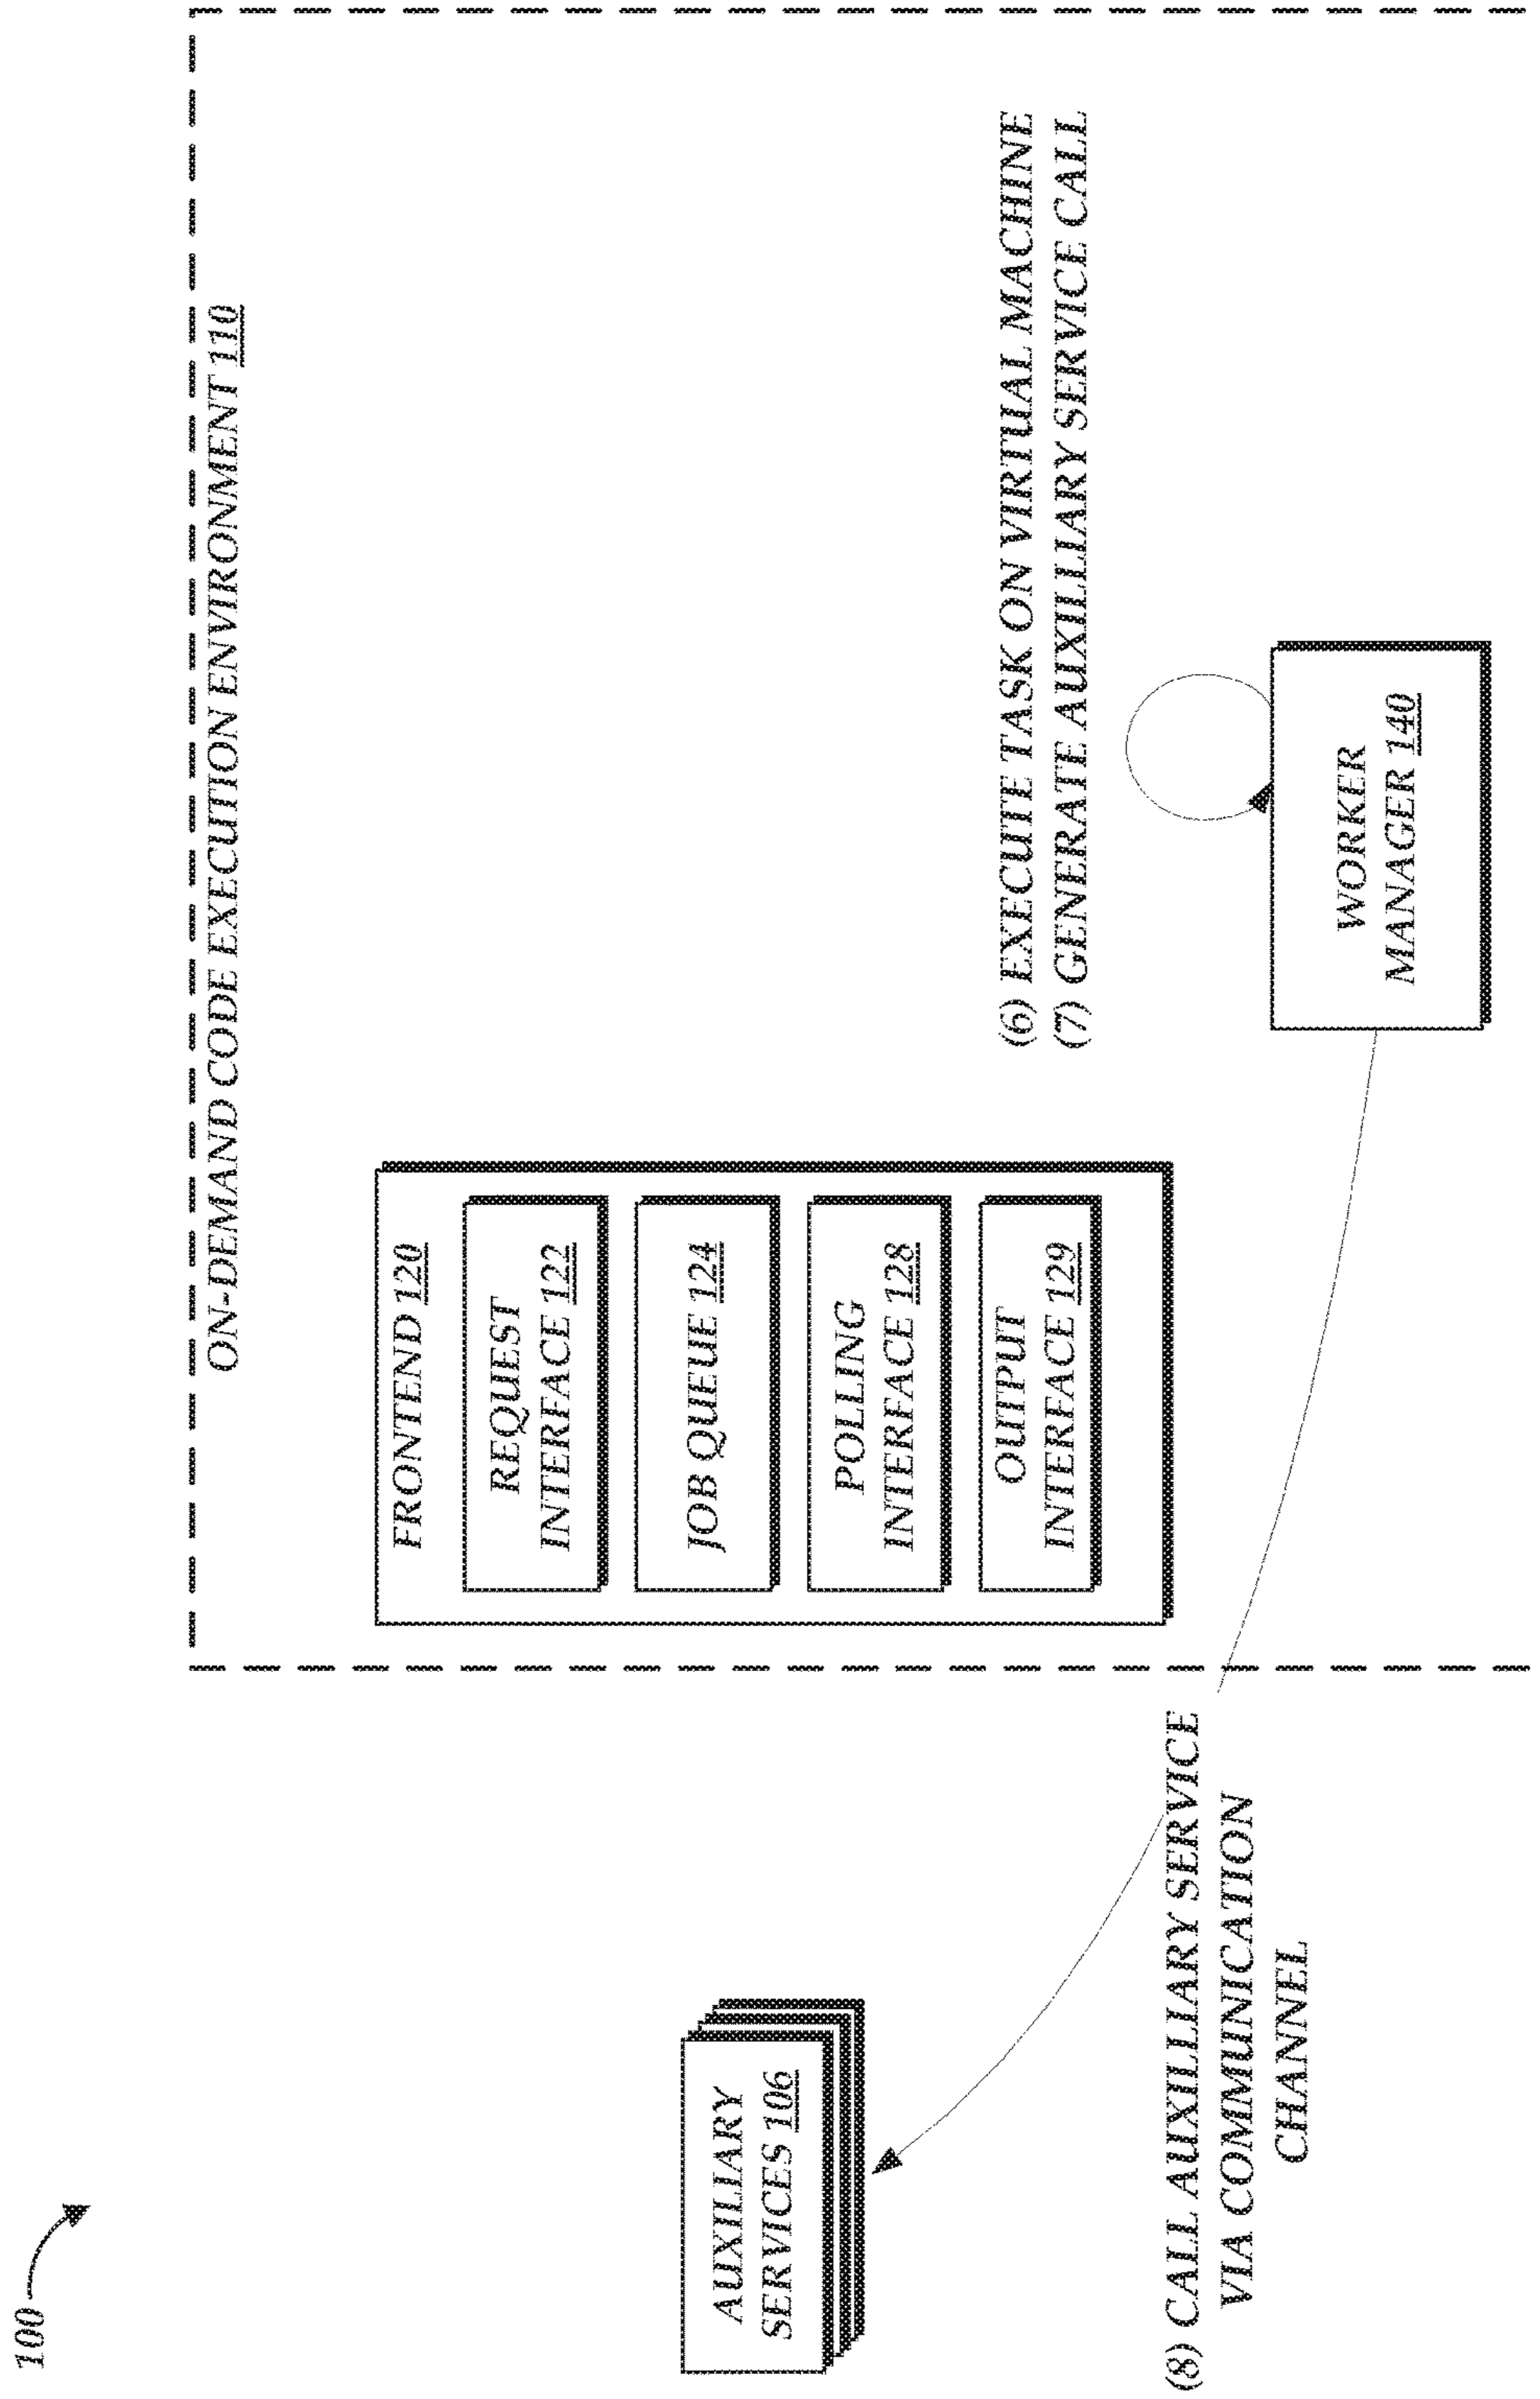 100
ON-DEMAND CODE EXECUTION ENVIRONMENT 110
FRONTEND 120
REQUEST
INTERFACE 122
JOB QUEUE 124
POLLING
INTERFACE 128
OUTPUT
INTERFACE 129
AUXILIARY
SERVICES 106
(6) EXECUTE TASK ON VIRTUAL MACHINE
(7) GENERATE AUXILLIARY SERVICE CALL
WORKER
MANAGER 140
(8) CALL AUXILLIARY SERVICE
VIA COMMUNICATION
CHANNEL